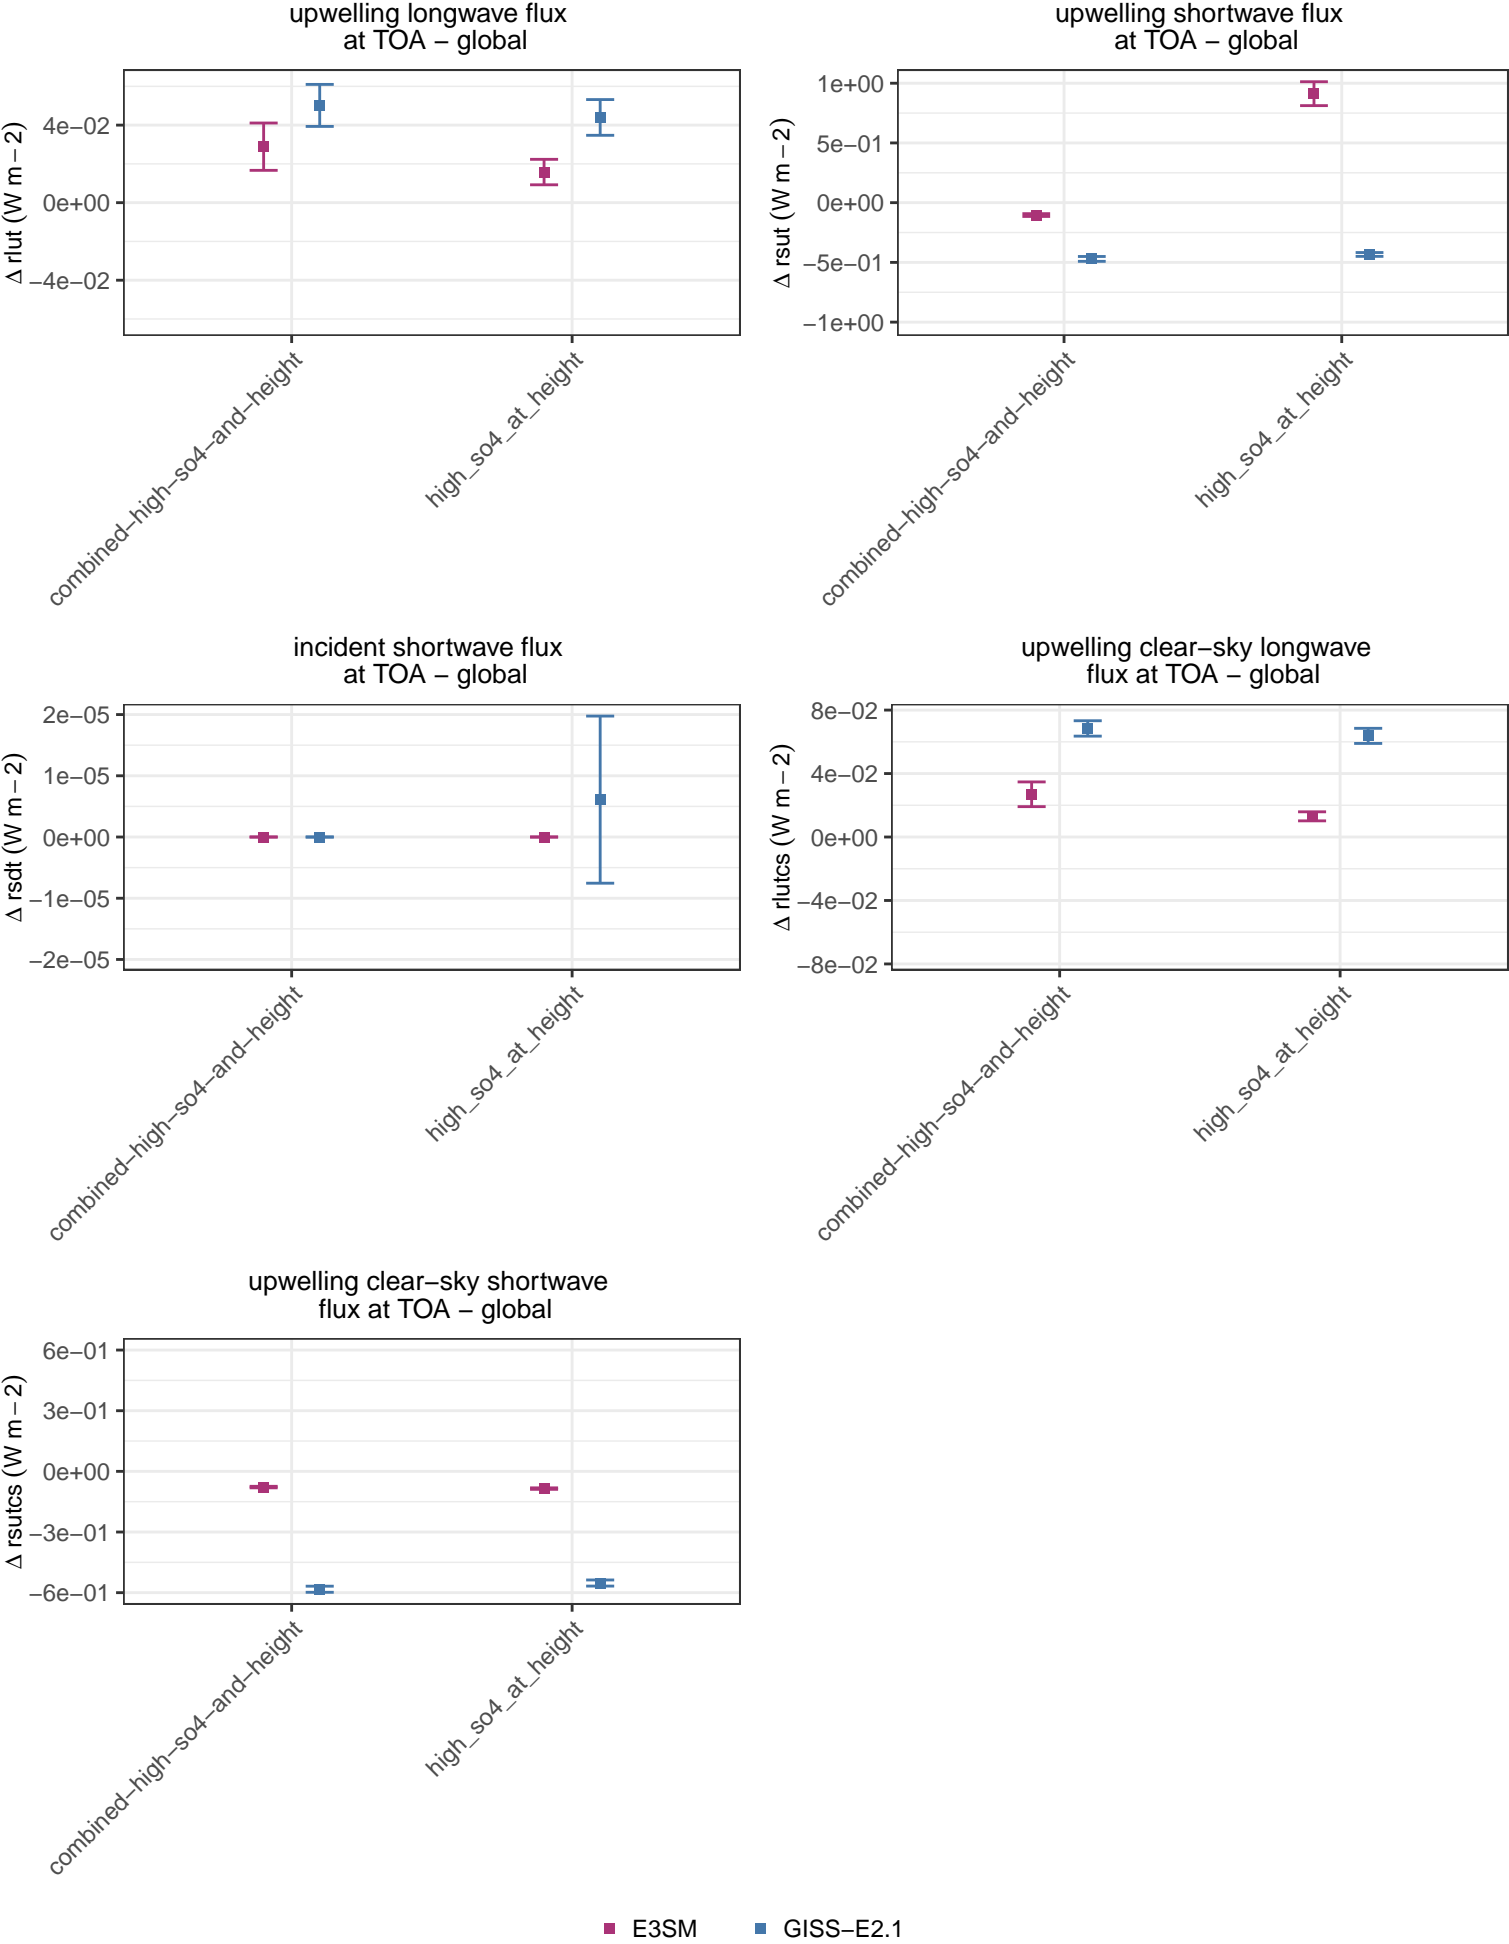 upwelling longwave flux
at TOA − global
Δ rlut (W m − 2)
4e−02
0e+00
−4e−02
combined−high−so4−and−height
high_so4_at_height
upwelling shortwave flux
at TOA − global
Δ rsut (W m − 2)
1e+00
5e−01
0e+00
−5e−01
−1e+00
combined−high−so4−and−height
high_so4_at_height
incident shortwave flux
at TOA − global
Δ rsdt (W m − 2)
2e−05
1e−05
0e+00
−1e−05
−2e−05
combined−high−so4−and−height
high_so4_at_height
upwelling clear−sky longwave
flux at TOA − global
Δ rlutcs (W m − 2)
8e−02
4e−02
0e+00
−4e−02
−8e−02
combined−high−so4−and−height
high_so4_at_height
upwelling clear−sky shortwave
flux at TOA − global
Δ rsutcs (W m − 2)
6e−01
3e−01
0e+00
−3e−01
−6e−01
combined−high−so4−and−height
high_so4_at_height
E3SM
GISS−E2.1